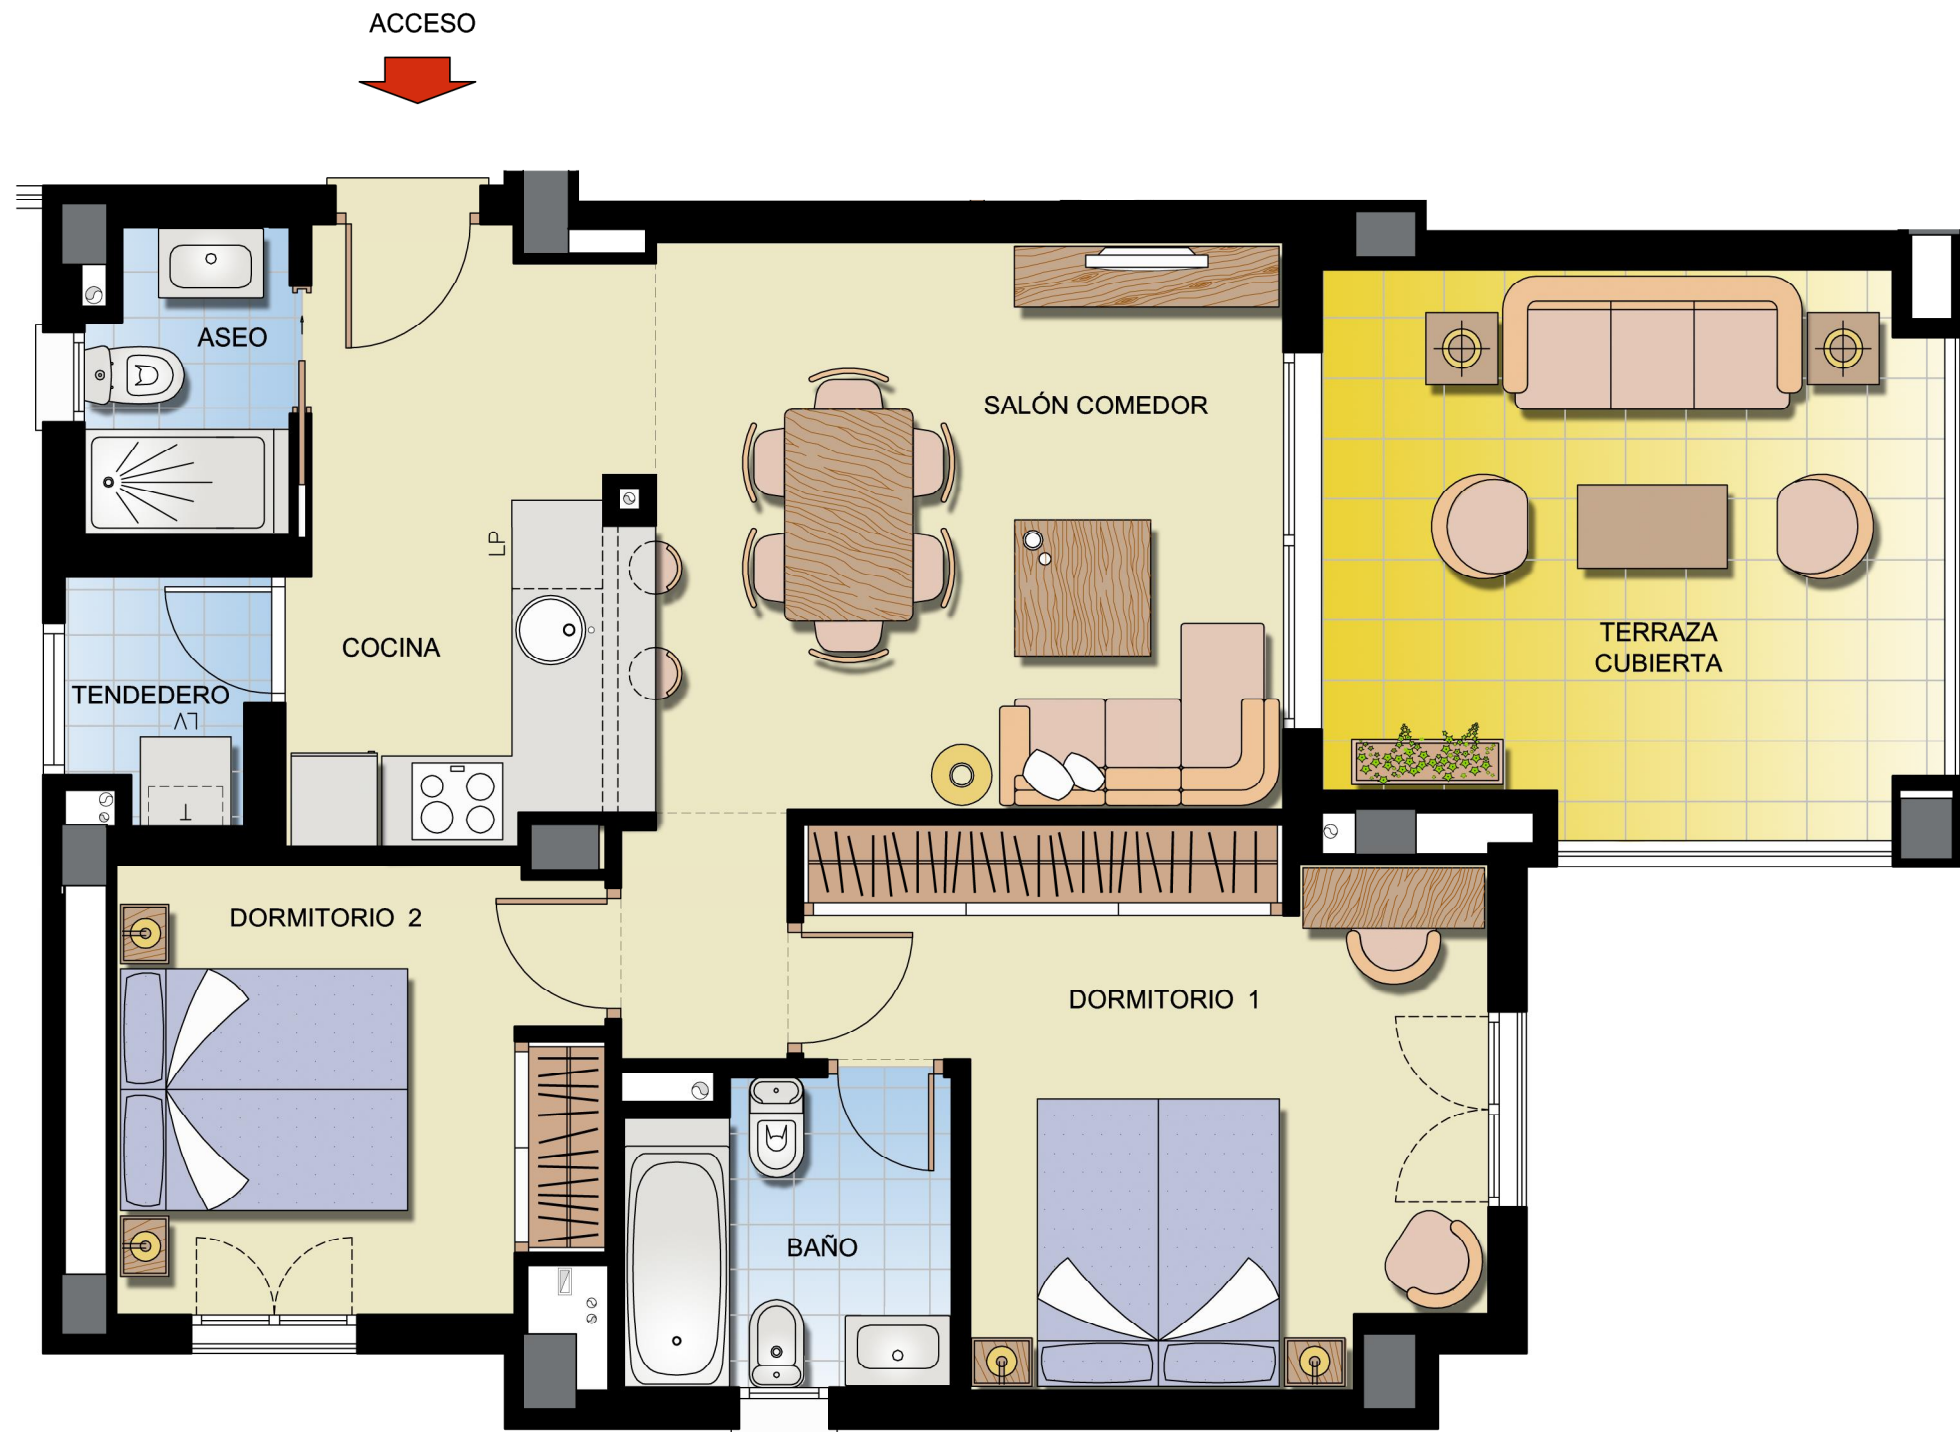 ACCESO
ASEO
SALÓN COMEDOR
LP
COCINA
TERRAZA
CUBIERTA
TENDEDERO
LV
DORMITORIO 2
DORMITORIO 1
BAÑO